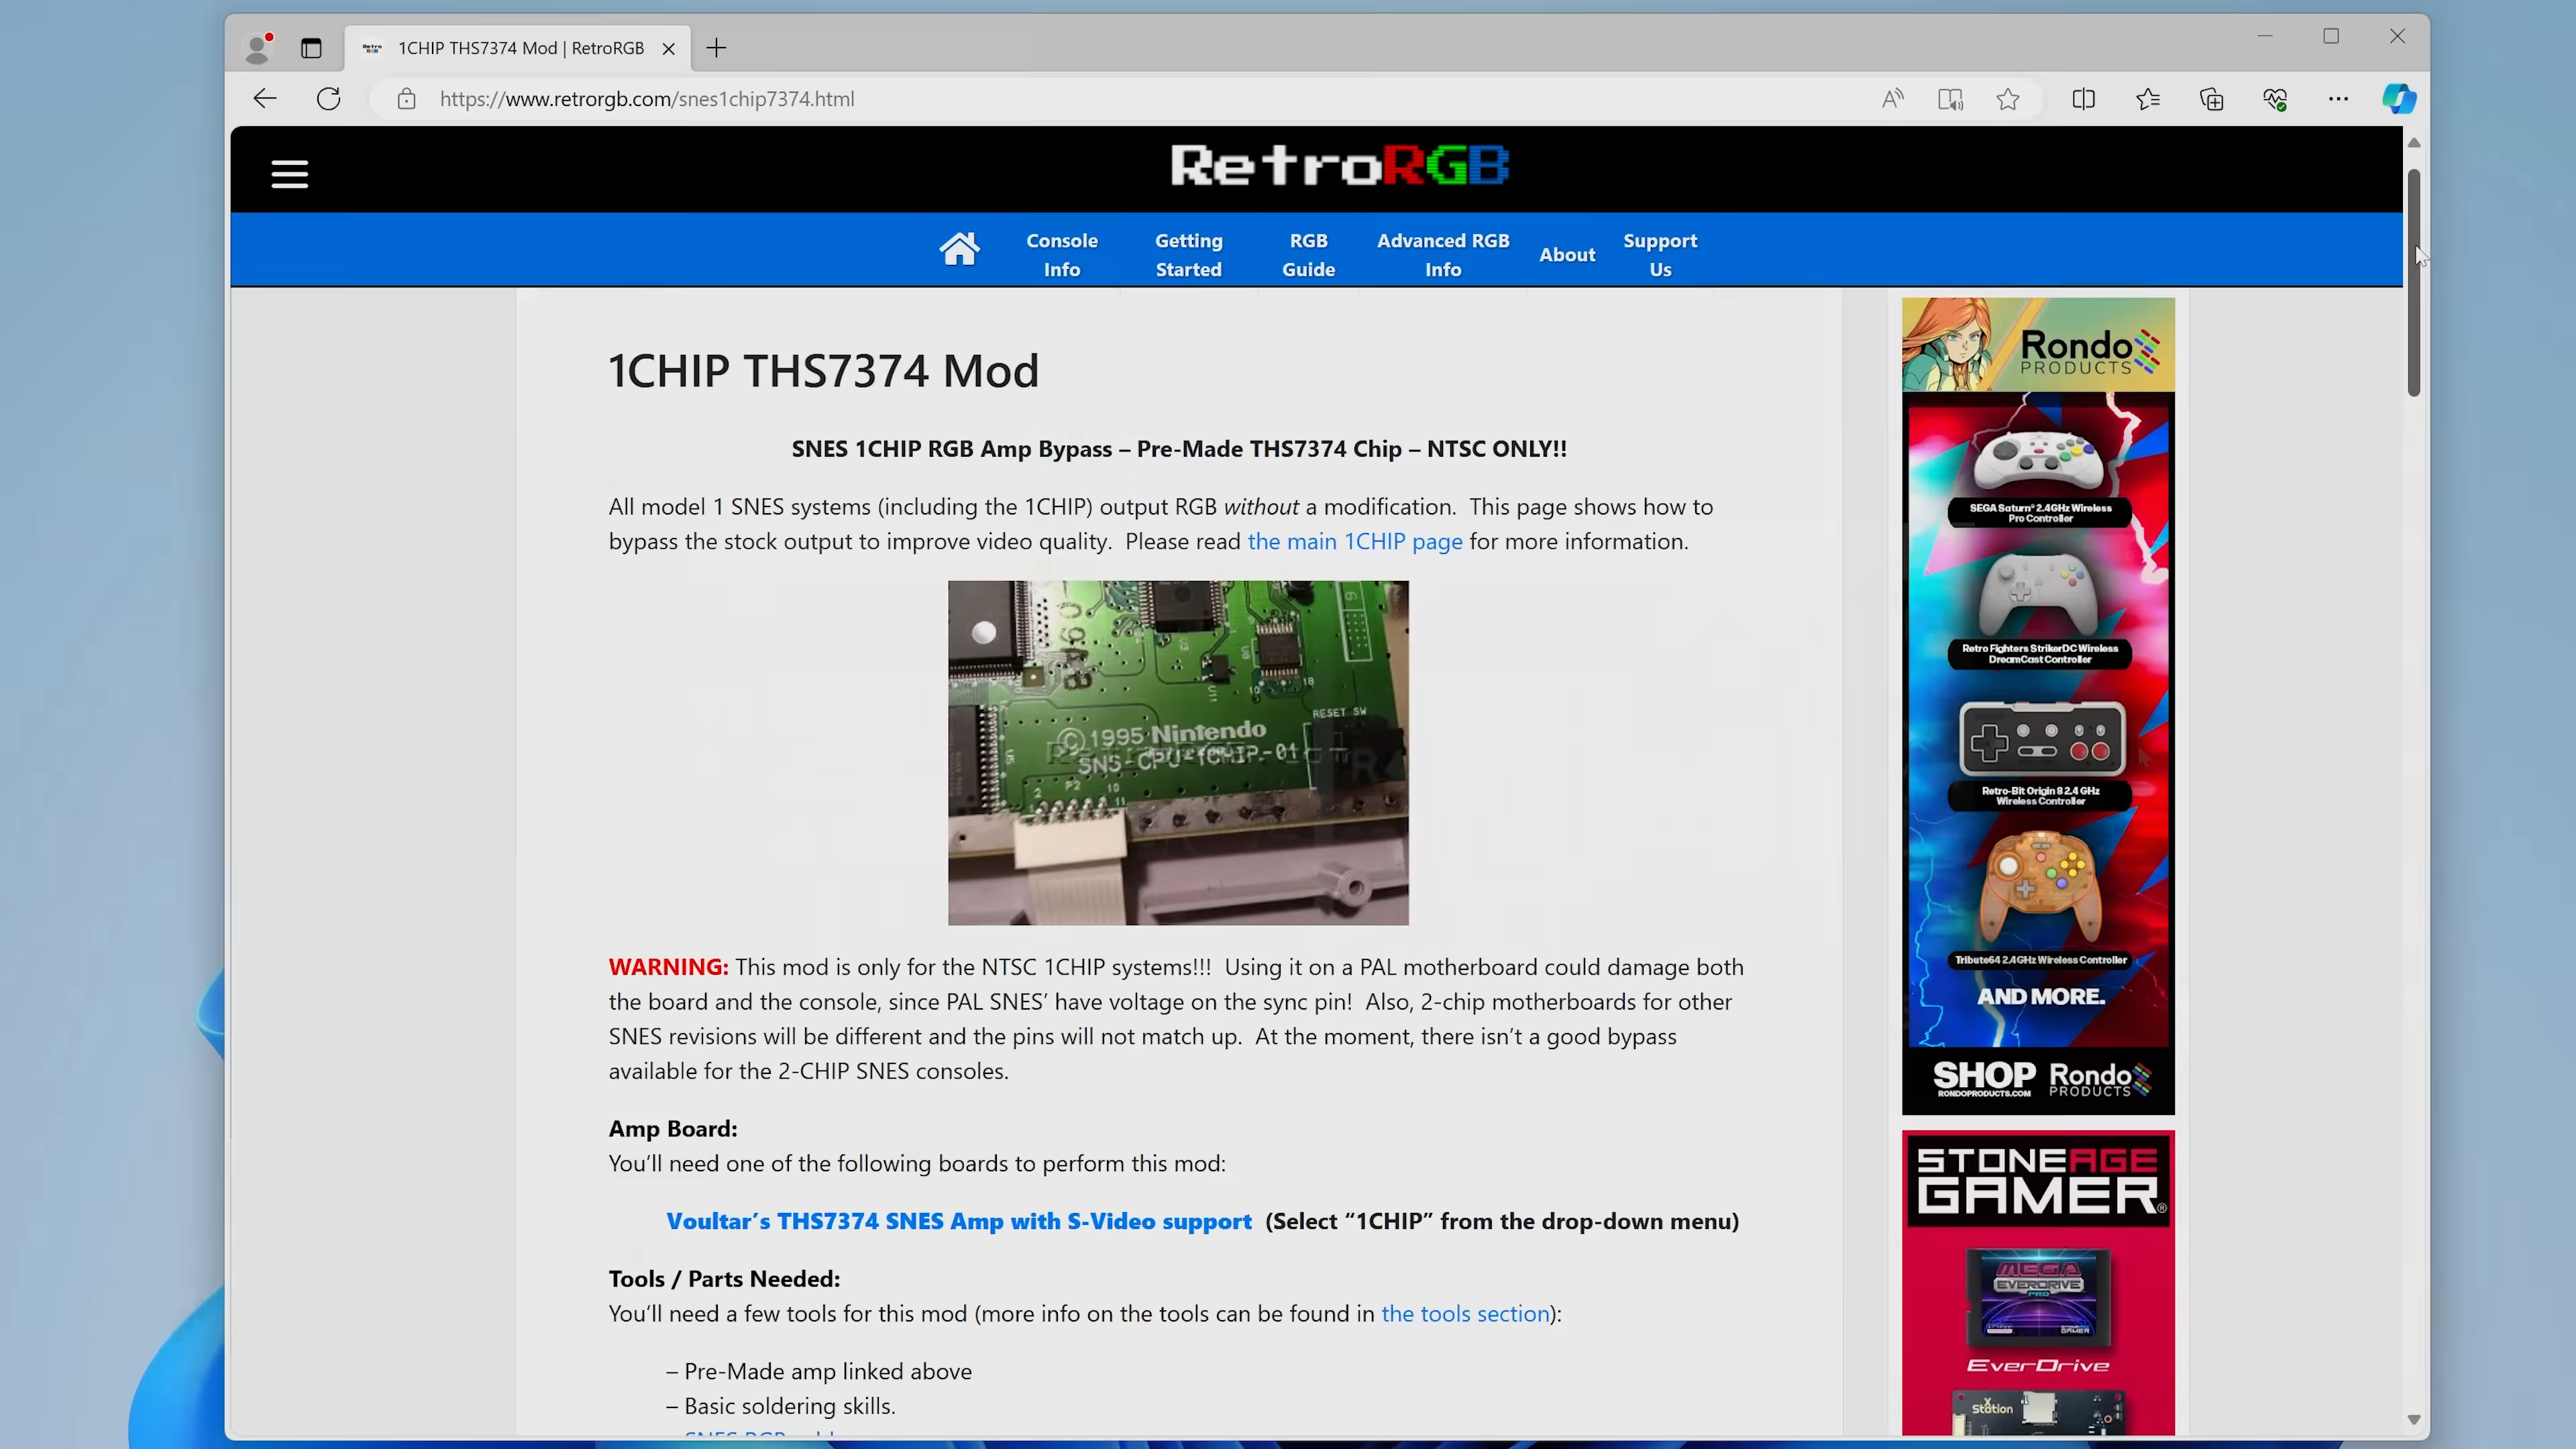 1CHIP THS7374 Mod | RetroRGB
https://www.retrorgb.com/snes1chip7374.html
RetroRGB
Console Info
Getting Started
RGB Guide
Advanced RGB Info
About
Support Us
1CHIP THS7374 Mod
SNES 1CHIP RGB Amp Bypass – Pre-Made THS7374 Chip – NTSC ONLY!!
All model 1 SNES systems (including the 1CHIP) output RGB without a modification. This page shows how to
bypass the stock output to improve video quality. Please read the main 1CHIP page for more information.
RESET SW
© 1995 Nintendo
SNS-CPU-1CHIP-01
P2
WARNING: This mod is only for the NTSC 1CHIP systems!!! Using it on a PAL motherboard could damage both
the board and the console, since PAL SNES’ have voltage on the sync pin! Also, 2-chip motherboards for other
SNES revisions will be different and the pins will not match up. At the moment, there isn’t a good bypass
available for the 2-CHIP SNES consoles.
Amp Board:
You’ll need one of the following boards to perform this mod:
Voultar’s THS7374 SNES Amp with S-Video support (Select “1CHIP” from the drop-down menu)
Tools / Parts Needed:
You’ll need a few tools for this mod (more info on the tools can be found in the tools section):
– Pre-Made amp linked above
– Basic soldering skills.
Rondo
PRODUCTS
SEGA Saturn® 2.4GHz Wireless
Pro Controller
Retro Fighters StrikerDC Wireless
DreamCast Controller
Retro-Bit Origin8 2.4 GHz
Wireless Controller
Tribute64 2.4GHz Wireless Controller
AND MORE.
SHOP Rondo
RONDOPRODUCTS.COM PRODUCTS
STONEAGE
GAMER®
MEGA
EVERDRIVE
PRO
EVERDRIVE
xStation